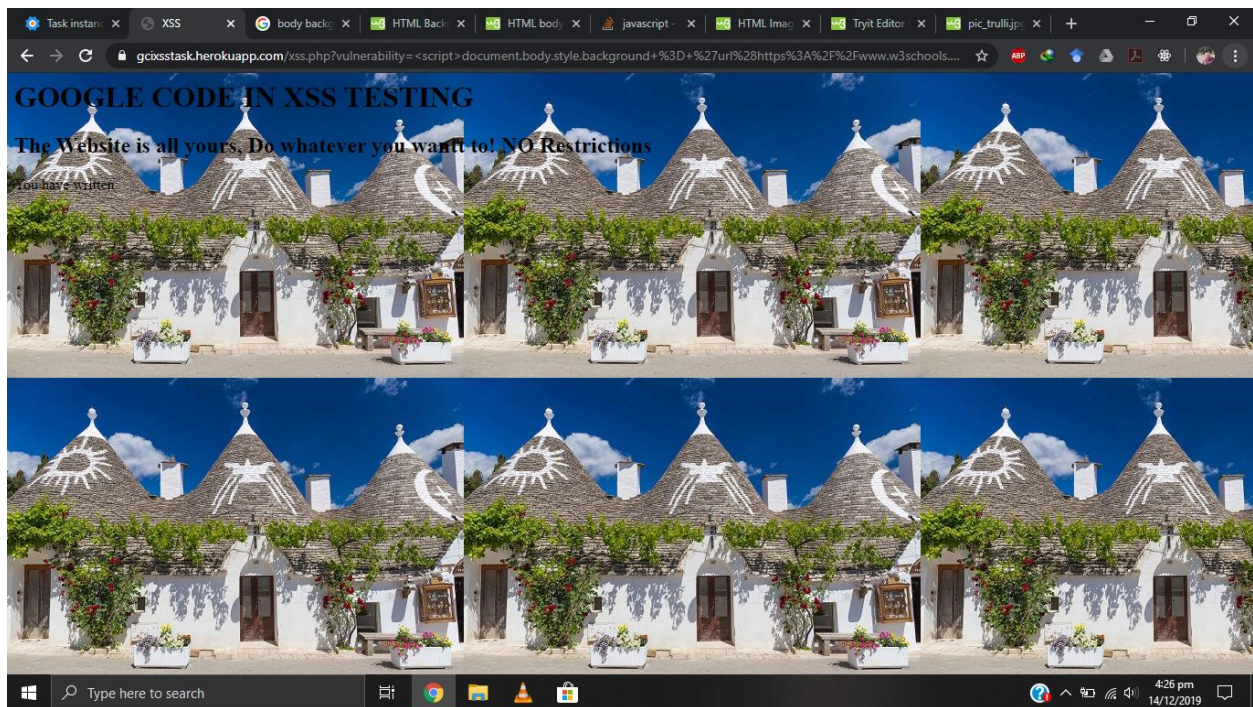 Task instanc
XSS
body backg
HTML Back
HTML body
javascript -
HTML Imag
Tryit Editor
pic_trulli.jpg
gcixsstask.herokuapp.com/xss.php?vulnerability=<script>document.body.style.background+%3D+%27url%28https%3A%2F%2Fwww.w3schools....
ABP
GOOGLE CODE IN XSS TESTING
The Website is all yours, Do whatever you wantt to! NO Restrictions
You have written
Type here to search
4:26 pm
14/12/2019